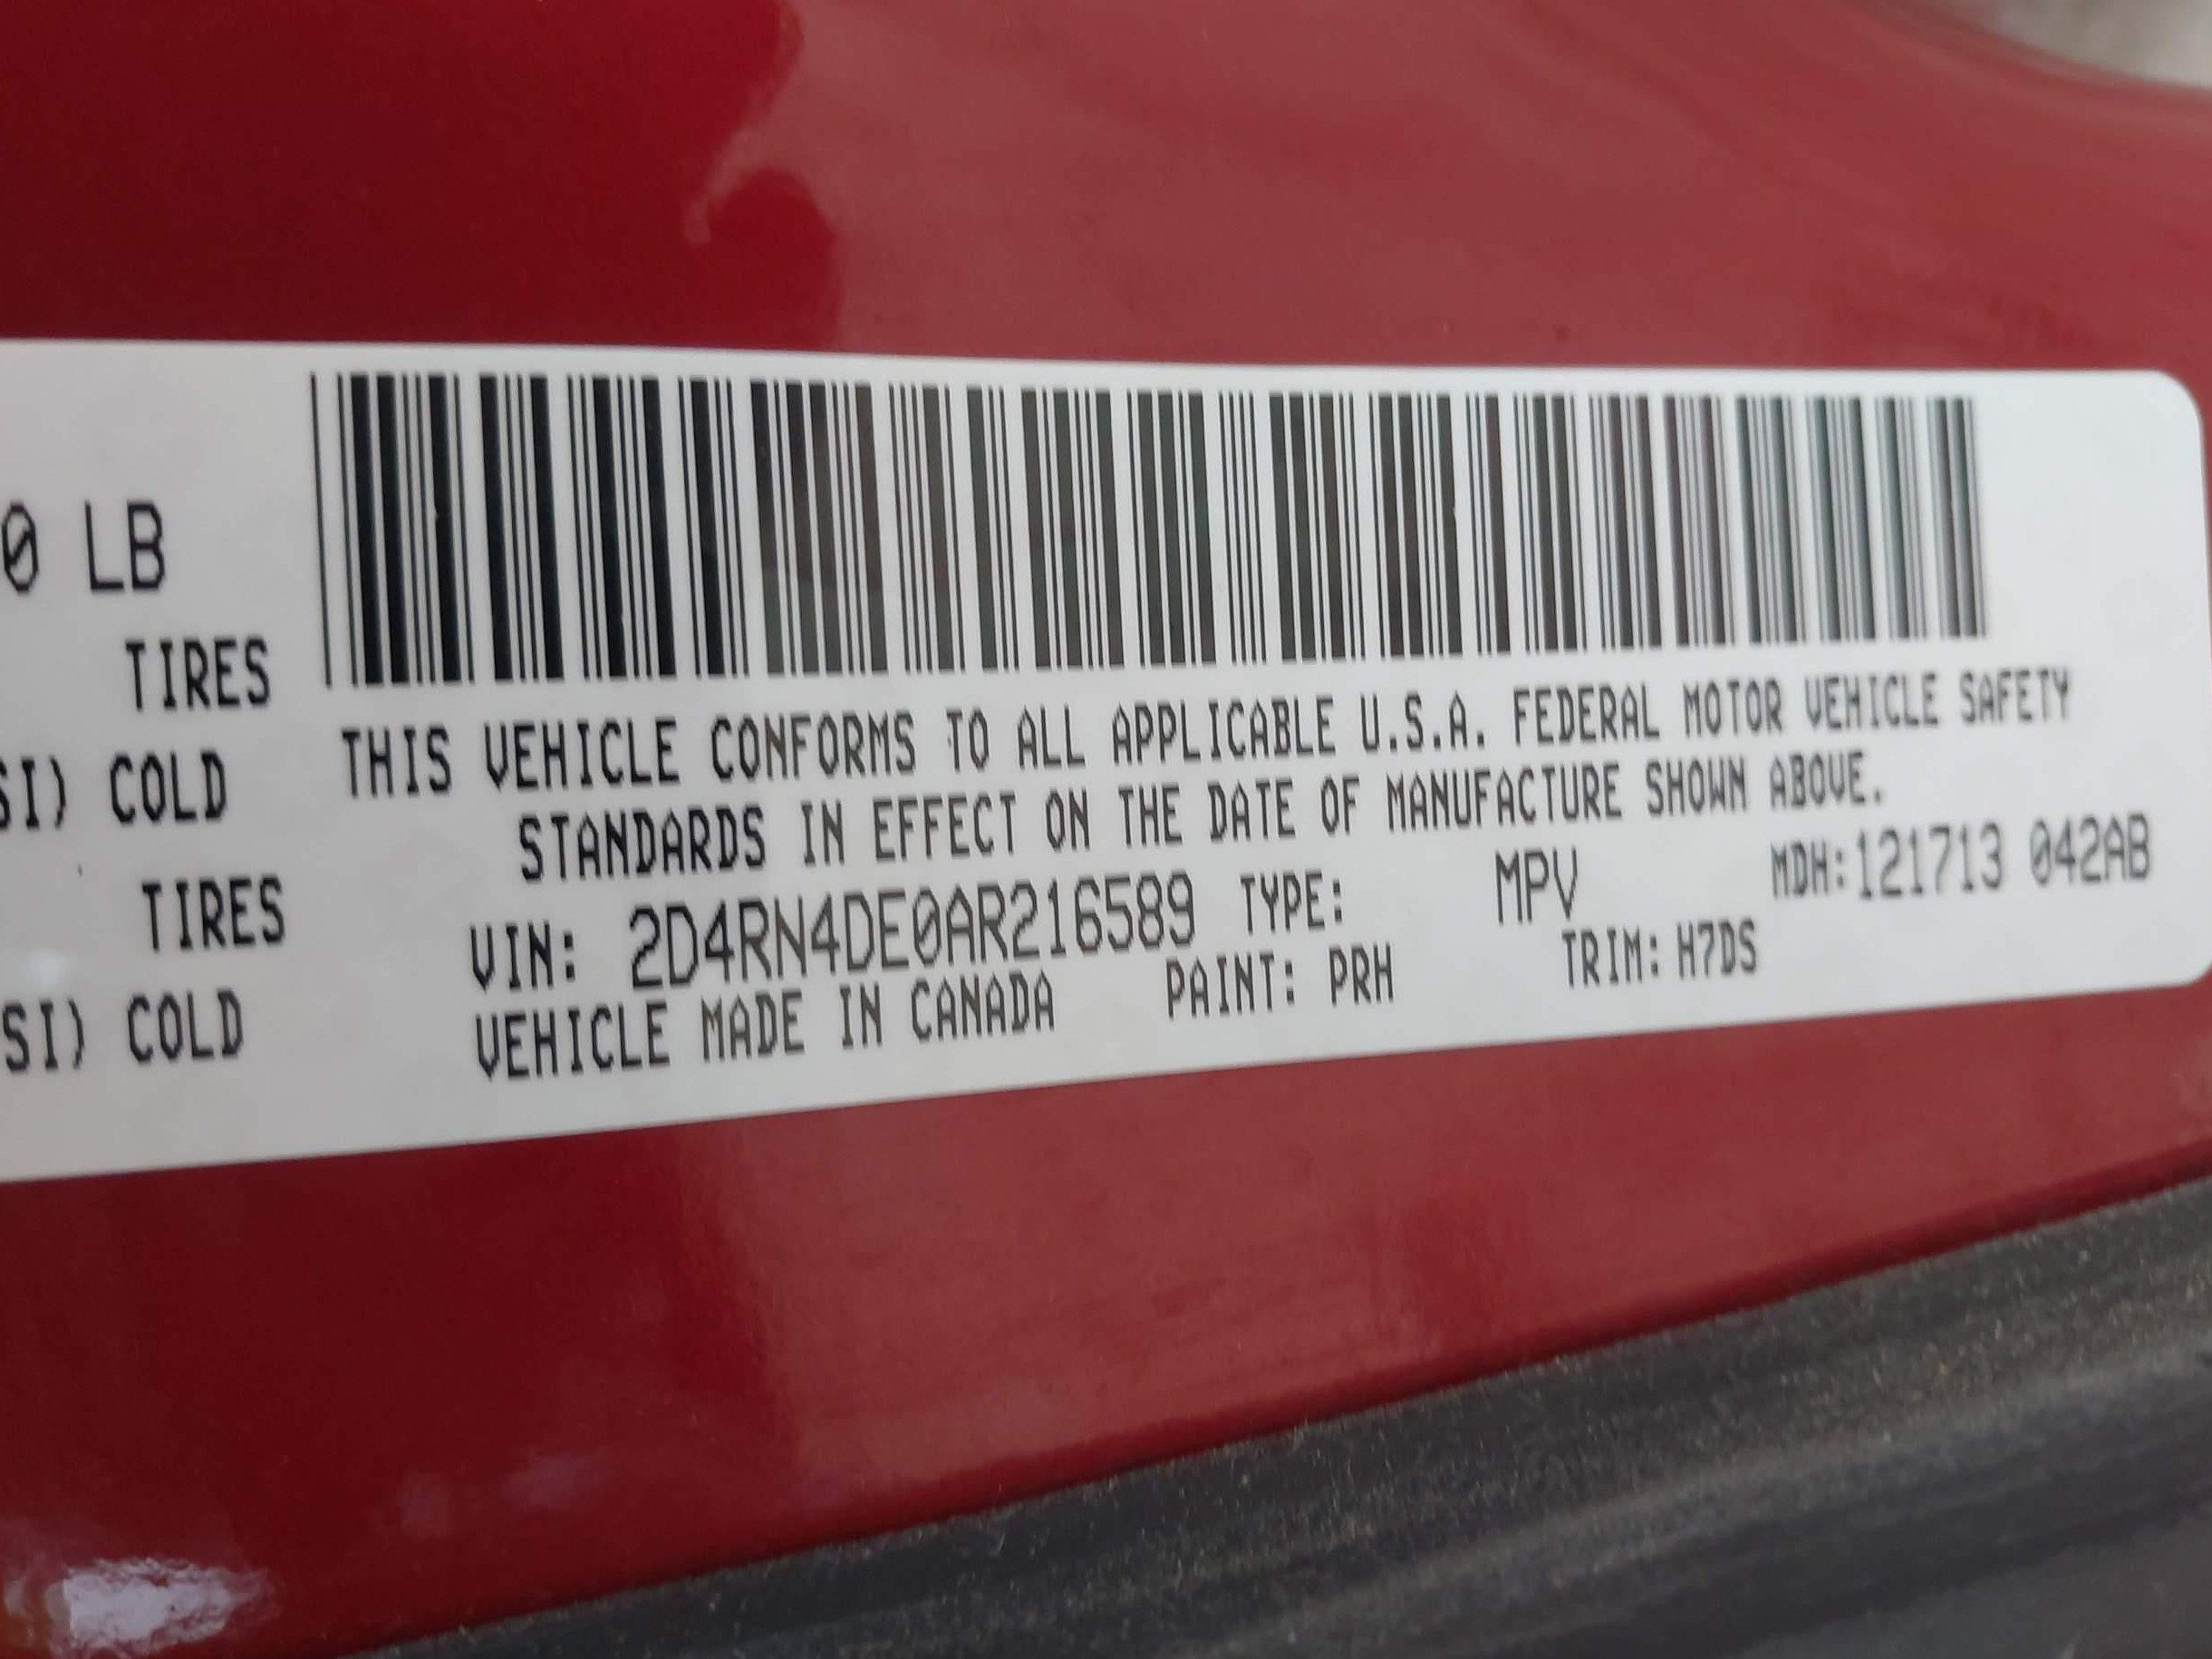 0 LB
TIRES
SI) COLD
TIRES
SI) COLD
THIS VEHICLE CONFORMS TO ALL APPLICABLE U.S.A. FEDERAL MOTOR VEHICLE SAFETY
STANDARDS IN EFFECT ON THE DATE OF MANUFACTURE SHOWN ABOVE.
VIN: 2D4RN4DE0AR216589 TYPE: MPV MDH:121713 042AB
VEHICLE MADE IN CANADA PAINT: PRH TRIM: H7DS